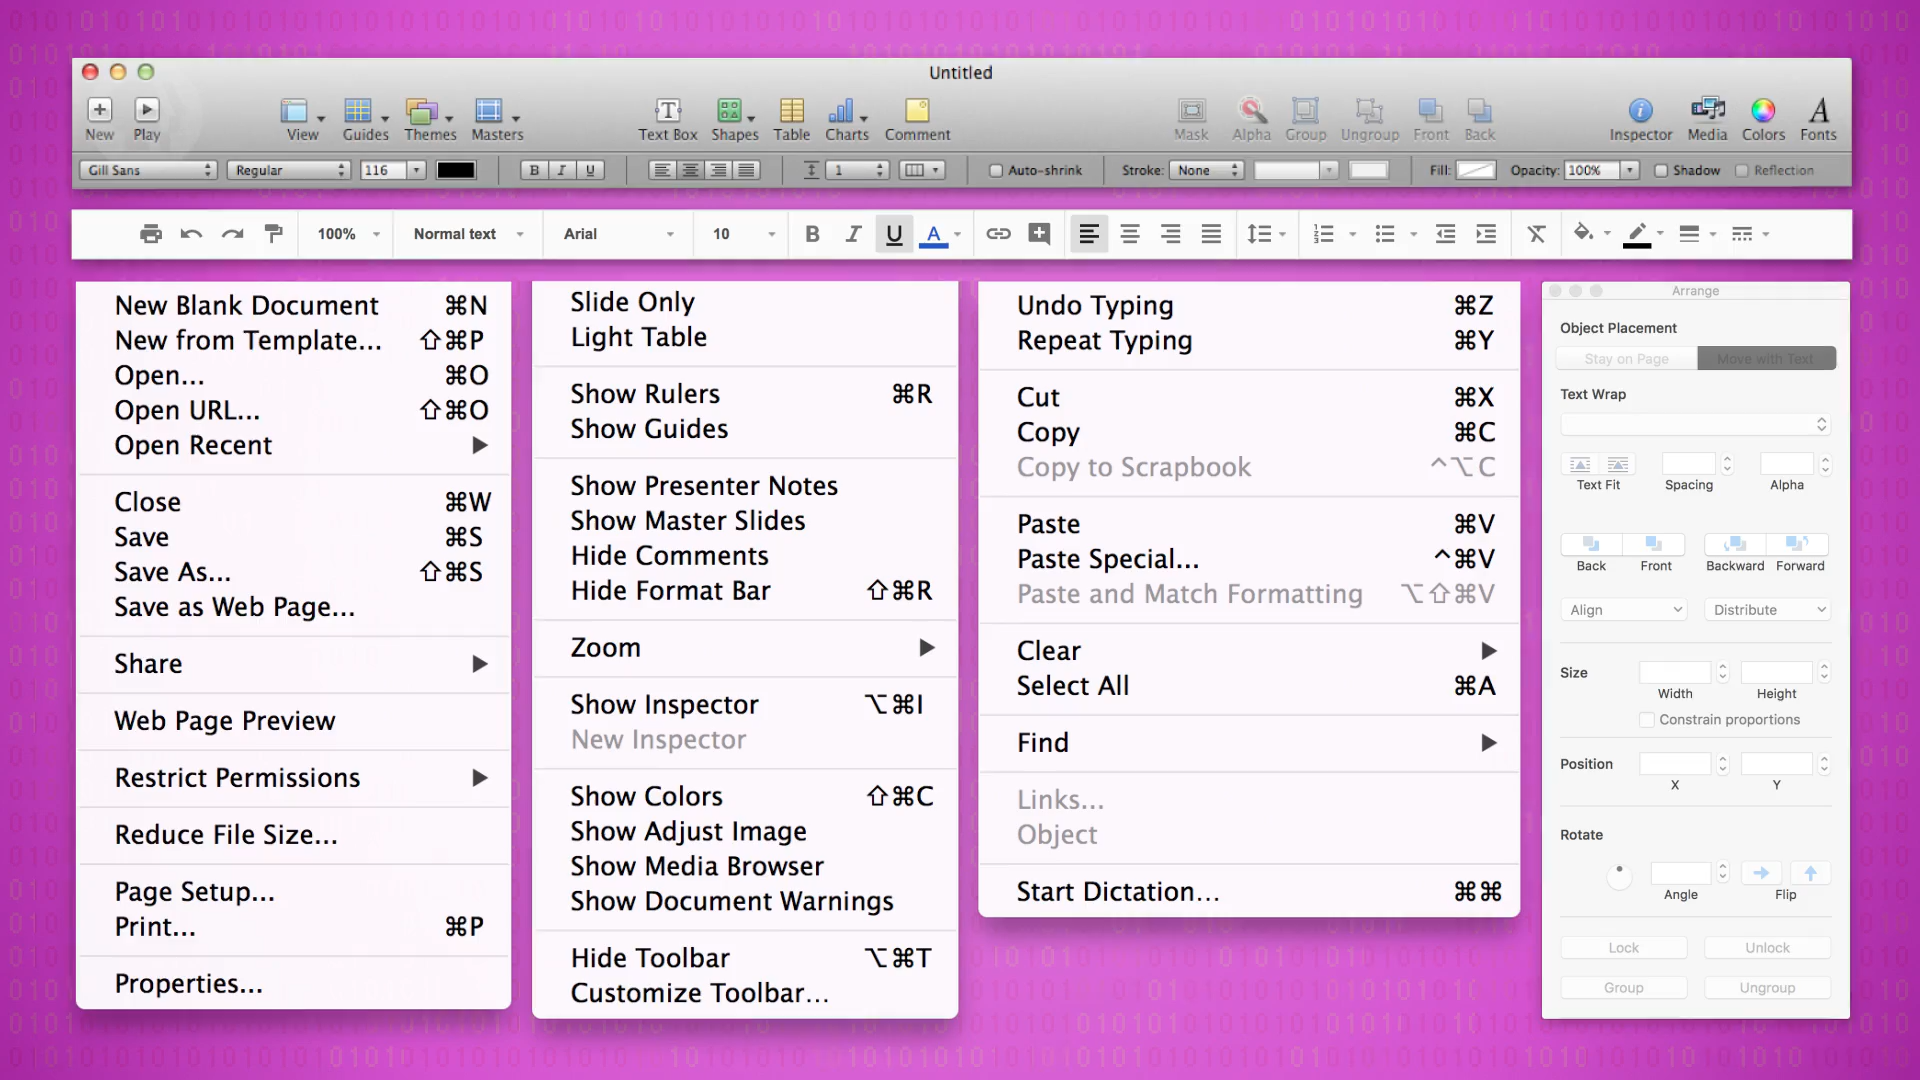 Untitled
New Play View Guides Themes Masters Text Box Shapes Table Charts Comment Mask Alpha Group Ungroup Front Back Inspector Media Colors Fonts
Gill Sans Regular 116 B I U 1 Auto-shrink Stroke: None Fill: Opacity: 100% Shadow Reflection
100% Normal text Arial 10 B I U A
New Blank Document ⌘N
New from Template... ⇧⌘P
Open... ⌘O
Open URL... ⇧⌘O
Open Recent ▶
Close ⌘W
Save ⌘S
Save As... ⇧⌘S
Save as Web Page...
Share ▶
Web Page Preview
Restrict Permissions ▶
Reduce File Size...
Page Setup...
Print... ⌘P
Properties...
Slide Only
Light Table
Show Rulers ⌘R
Show Guides
Show Presenter Notes
Show Master Slides
Hide Comments
Hide Format Bar ⇧⌘R
Zoom ▶
Show Inspector ⌥⌘I
New Inspector
Show Colors ⇧⌘C
Show Adjust Image
Show Media Browser
Show Document Warnings
Hide Toolbar ⌥⌘T
Customize Toolbar...
Undo Typing ⌘Z
Repeat Typing ⌘Y
Cut ⌘X
Copy ⌘C
Copy to Scrapbook ^⌥C
Paste ⌘V
Paste Special... ^⌘V
Paste and Match Formatting ⌥⇧⌘V
Clear ▶
Select All ⌘A
Find ▶
Links...
Object
Start Dictation... ⌘⌘
Arrange
Object Placement
Stay on Page Move with Text
Text Wrap
Text Fit Spacing Alpha
Back Front Backward Forward
Align Distribute
Size
Width Height
Constrain proportions
Position
X Y
Rotate
Angle Flip
Lock Unlock
Group Ungroup